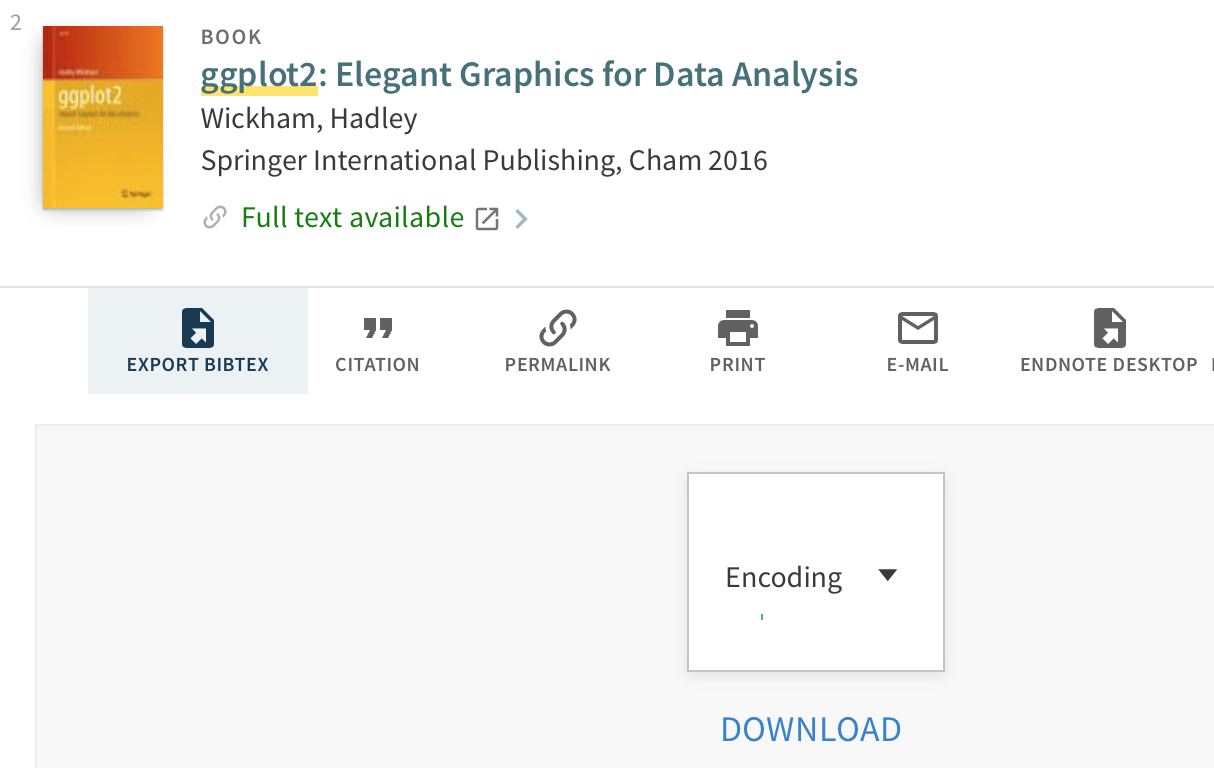 2
BOOK
ggplot2: Elegant Graphics for Data Analysis
Wickham, Hadley
Springer International Publishing, Cham 2016
Full text available
ggplot2
Springer
EXPORT BIBTEX
CITATION
PERMALINK
PRINT
E-MAIL
ENDNOTE DESKTOP
Encoding
DOWNLOAD